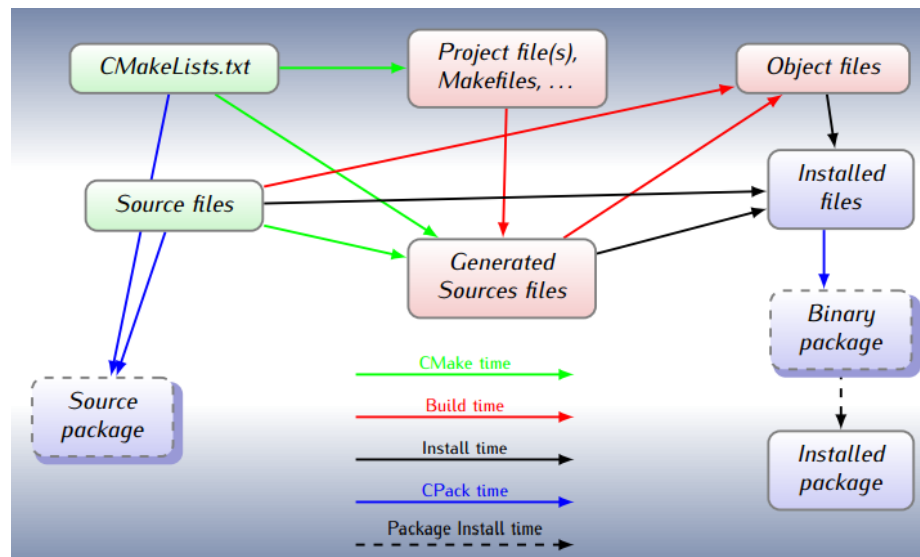 CMakeLists.txt
Project file(s),
Makefiles, ...
Object files
Source files
Installed
files
Generated
Sources files
Binary
package
Source
package
Installed
package
CMake time
Build time
Install time
CPack time
Package Install time